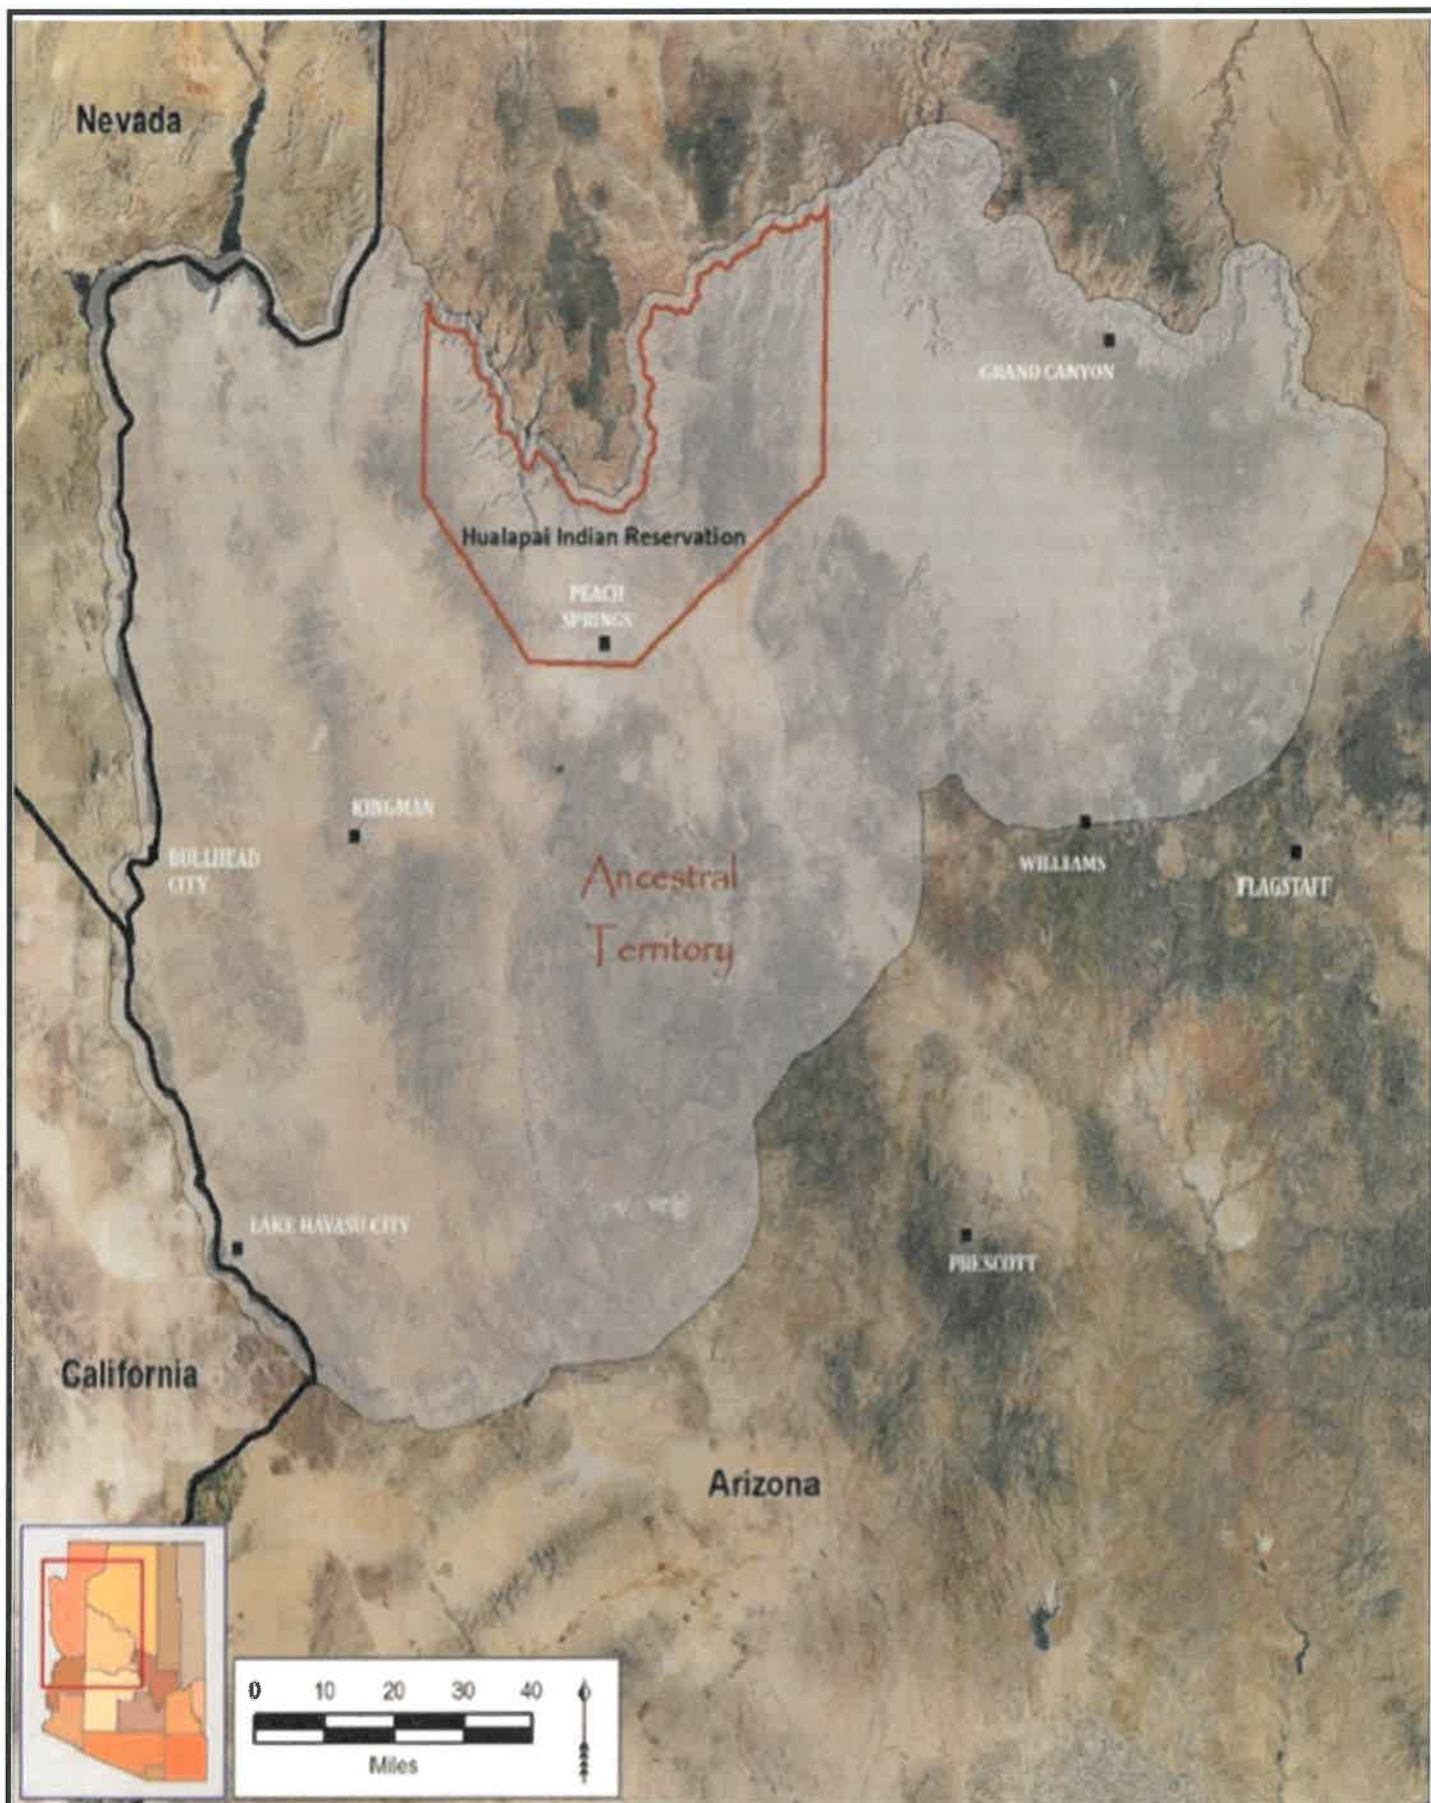 Nevada
GRAND CANYON
Hualapai Indian Reservation
PEACH
SPRINGS
KINGMAN
BULLHEAD
CITY
Ancestral
Territory
WILLIAMS
FLAGSTAFF
LAKE HAVASU CITY
PRESCOTT
California
Arizona
0 10 20 30 40
Miles